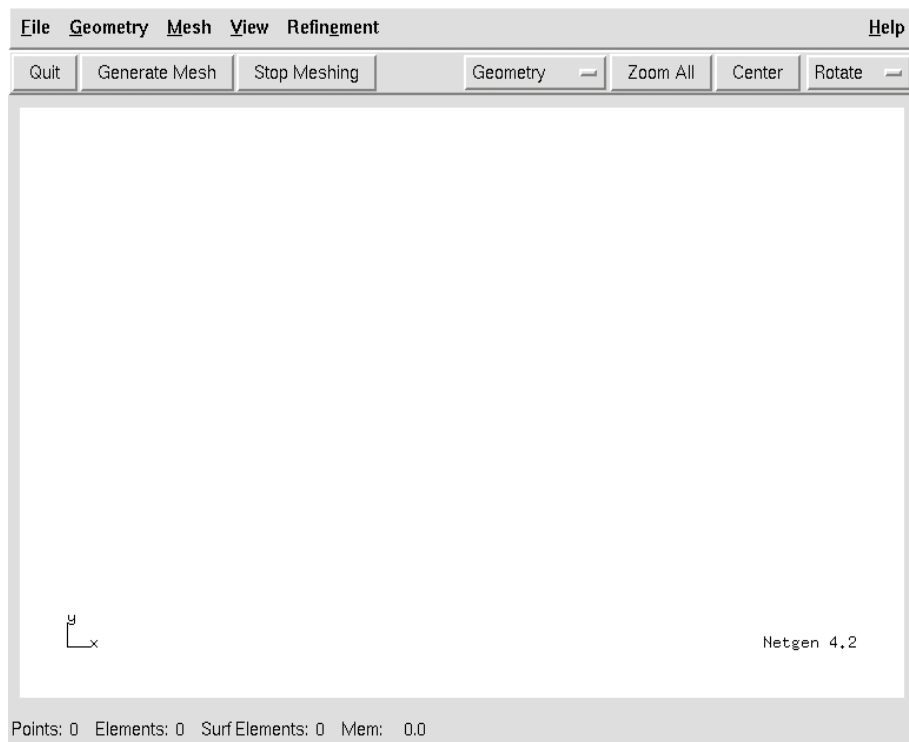 File Geometry Mesh View Refinement Help
Quit Generate Mesh Stop Meshing Geometry Zoom All Center Rotate
y
x
Netgen 4.2
Points: 0 Elements: 0 Surf Elements: 0 Mem: 0.0